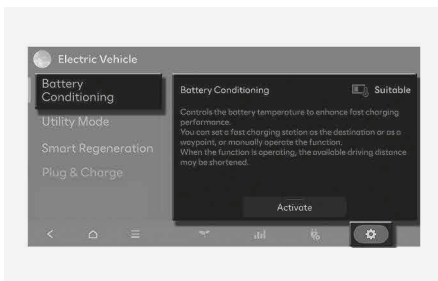 Electric Vehicle
Battery
Conditioning
Utility Mode
Smart Regeneration
Plug & Charge
Battery Conditioning
Suitable
Controls the battery temperature to enhance fast charging
performance.
You can set a fast charging station as the destination or as a
waypoint, or manually operate the function.
When the function is operating, the available driving distance
may be shortened.
Activate